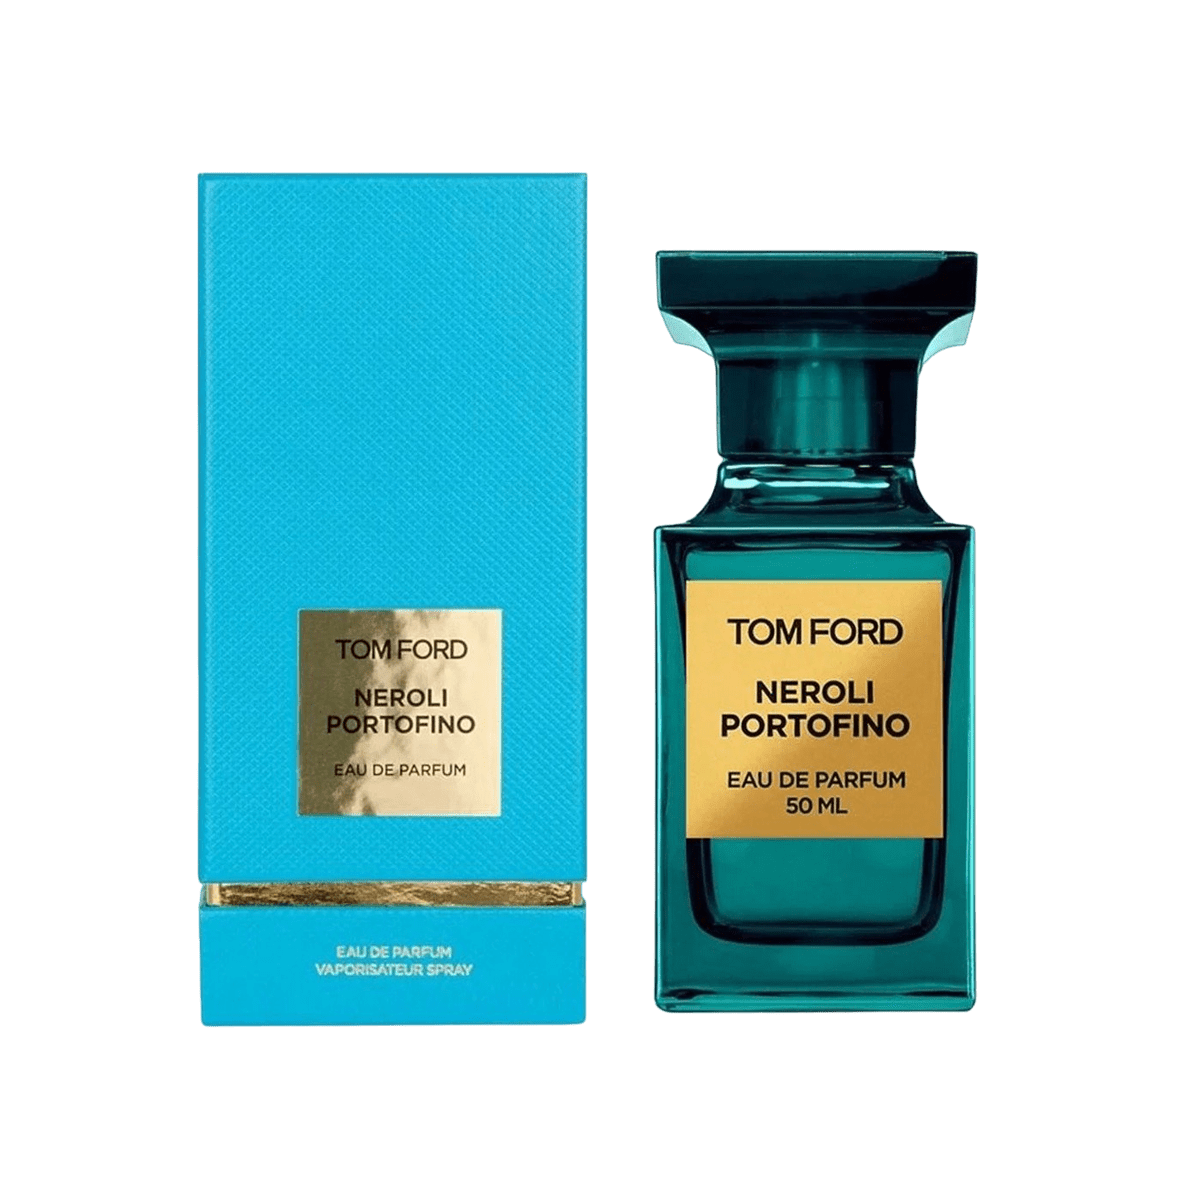 TOM FORD
NEROLI
PORTOFINO
EAU DE PARFUM
EAU DE PARFUM
VAPORISATEUR SPRAY
TOM FORD
NEROLI
PORTOFINO
EAU DE PARFUM
50 ML